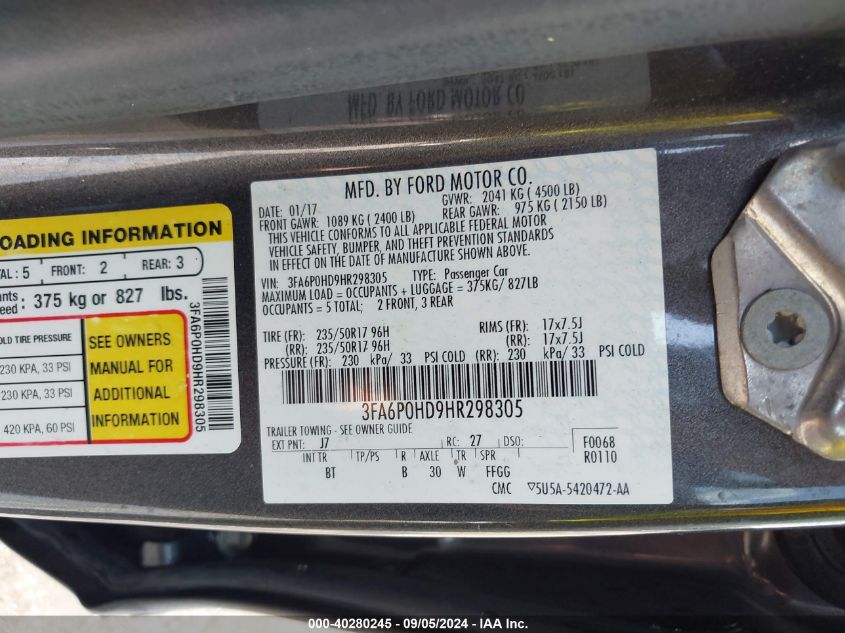 MFD. BY FORD MOTOR CO.
DATE: 01/17 GVWR: 2041 KG ( 4500 LB)
FRONT GAWR: 1089 KG ( 2400 LB) REAR GAWR: 975 KG ( 2150 LB)
THIS VEHICLE CONFORMS TO ALL APPLICABLE FEDERAL MOTOR
VEHICLE SAFETY, BUMPER, AND THEFT PREVENTION STANDARDS
IN EFFECT ON THE DATE OF MANUFACTURE SHOWN ABOVE.
VIN: 3FA6P0HD9HR298305 TYPE: Passenger Car
MAXIMUM LOAD = OCCUPANTS + LUGGAGE = 375KG/ 827LB
OCCUPANTS = 5 TOTAL; 2 FRONT, 3 REAR
TIRE (FR): 235/50R17 96H RIMS (FR): 17x7.5J
(RR): 235/50R17 96H (RR): 17x7.5J
PRESSURE (FR): 230 kPa/ 33 PSI COLD (RR): 230 kPa/ 33 PSI COLD
3FA6P0HD9HR298305
TRAILER TOWING - SEE OWNER GUIDE
EXT PNT: J7 RC: 27 DSO: F0068
INT TR TP/PS R AXLE TR SPR R0110
BT B 30 W FFGG
CMC ▽5U5A-5420472-AA
OADING INFORMATION
TAL : 5 FRONT: 2 REAR: 3
375 kg or 827 lbs.
OLD TIRE PRESSURE
230 KPA, 33 PSI
230 KPA, 33 PSI
420 KPA, 60 PSI
SEE OWNERS
MANUAL FOR
ADDITIONAL
INFORMATION
3FA6P0HD9HR298305
MFD. BY FORD MOTOR CO.
000-40280245 - 09/05/2024 - IAA Inc.